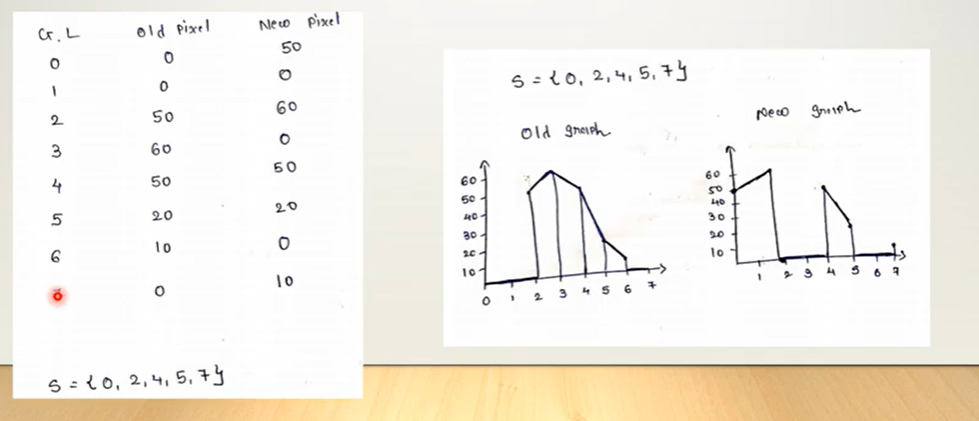 Gr. L Old Pixel New Pixel
0 0 50
1 0 0
2 50 60
3 60 0
4 50 50
5 20 20
6 10 0
0 10
S = {0, 2, 4, 5, 7}
S = {0, 2, 4, 5, 7}
Old graph
60
50
40
30
20
10
0 1 2 3 4 5 6 7
New graph
60
50
40
30
20
10
1 2 3 4 5 6 7